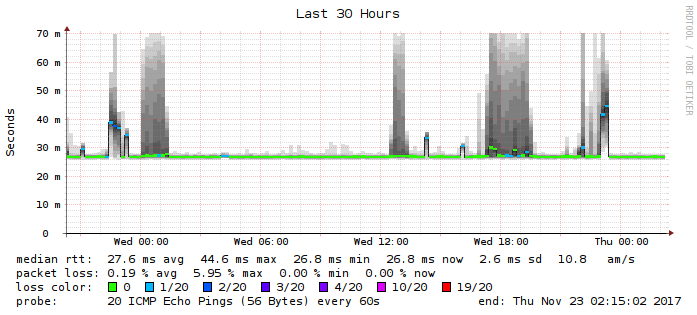 Last 30 Hours
RRDTOOL / TOBI OETIKER
Seconds
70 m
60 m
50 m
40 m
30 m
20 m
10 m
0
Wed 00:00 Wed 06:00 Wed 12:00 Wed 18:00 Thu 00:00
median rtt: 27.6 ms avg 44.6 ms max 26.8 ms min 26.8 ms now 2.6 ms sd 10.8 am/s
packet loss: 0.19 % avg 5.95 % max 0.00 % min 0.00 % now
loss color: 0 1/20 2/20 3/20 4/20 10/20 19/20
probe: 20 ICMP Echo Pings (56 Bytes) every 60s end: Thu Nov 23 02:15:02 2017